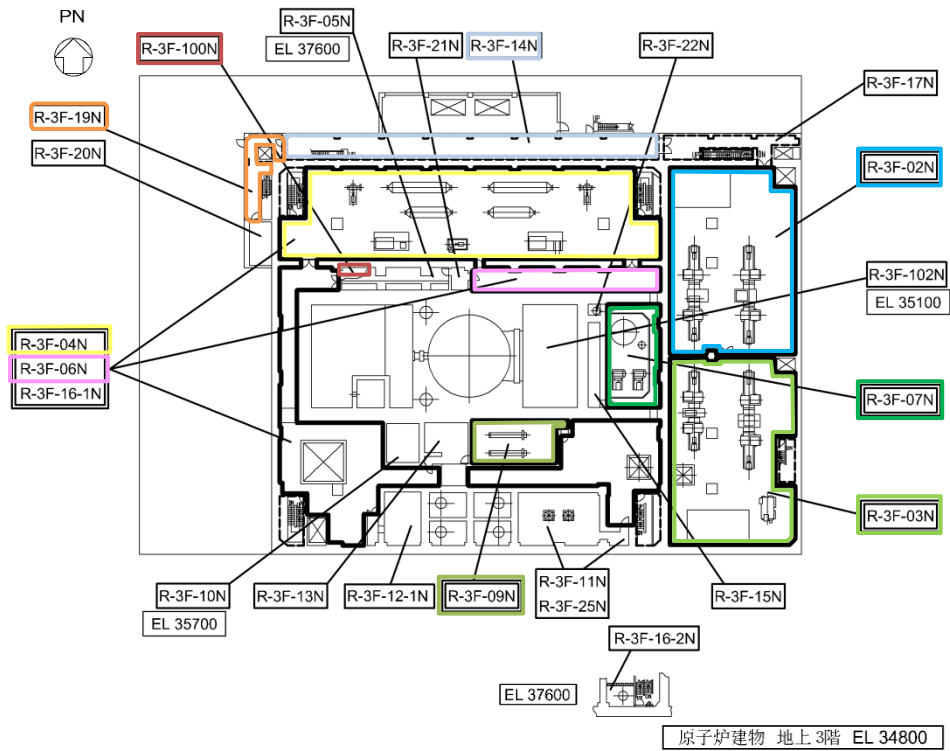 PN
R-3F-05N
EL 37600
R-3F-100N
R-3F-21N
R-3F-14N
R-3F-22N
R-3F-17N
R-3F-19N
R-3F-20N
R-3F-02N
R-3F-102N
EL 35100
R-3F-04N
R-3F-06N
R-3F-16-1N
R-3F-07N
R-3F-03N
R-3F-10N
EL 35700
R-3F-13N
R-3F-12-1N
R-3F-09N
R-3F-11N
R-3F-25N
R-3F-15N
R-3F-16-2N
EL 37600
原子炉建物 地上3階 EL 34800